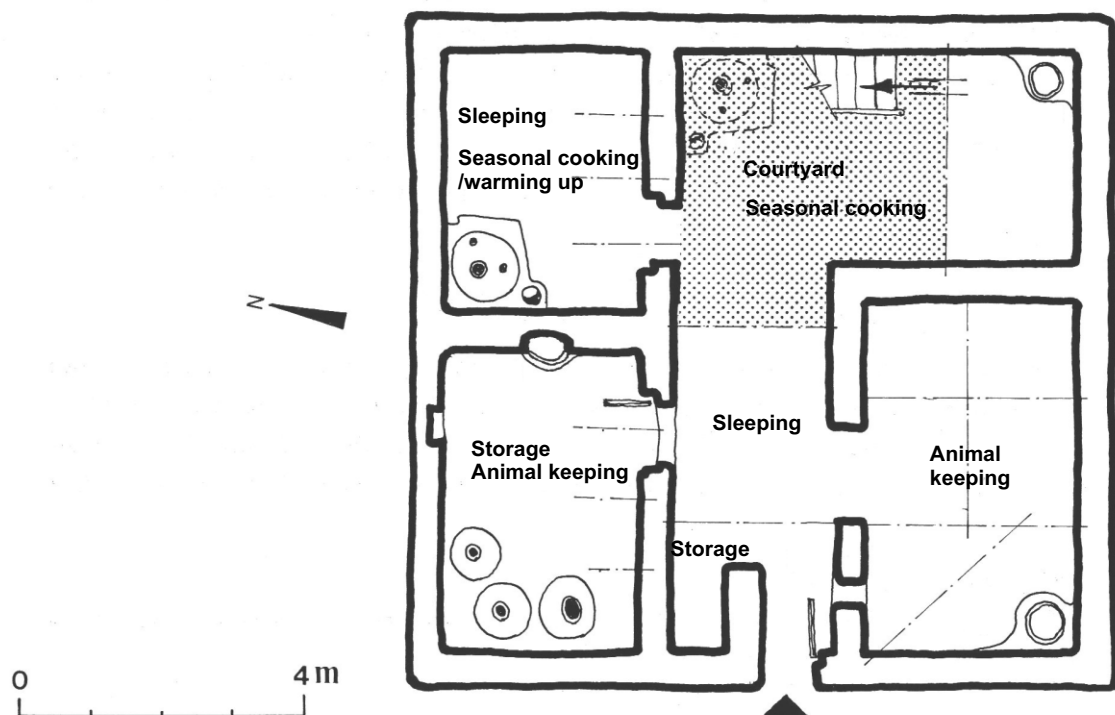 Sleeping
Seasonal cooking
/warming up
Courtyard
Seasonal cooking
N
Sleeping
Storage
Animal keeping
Animal
keeping
Storage
0
4 m